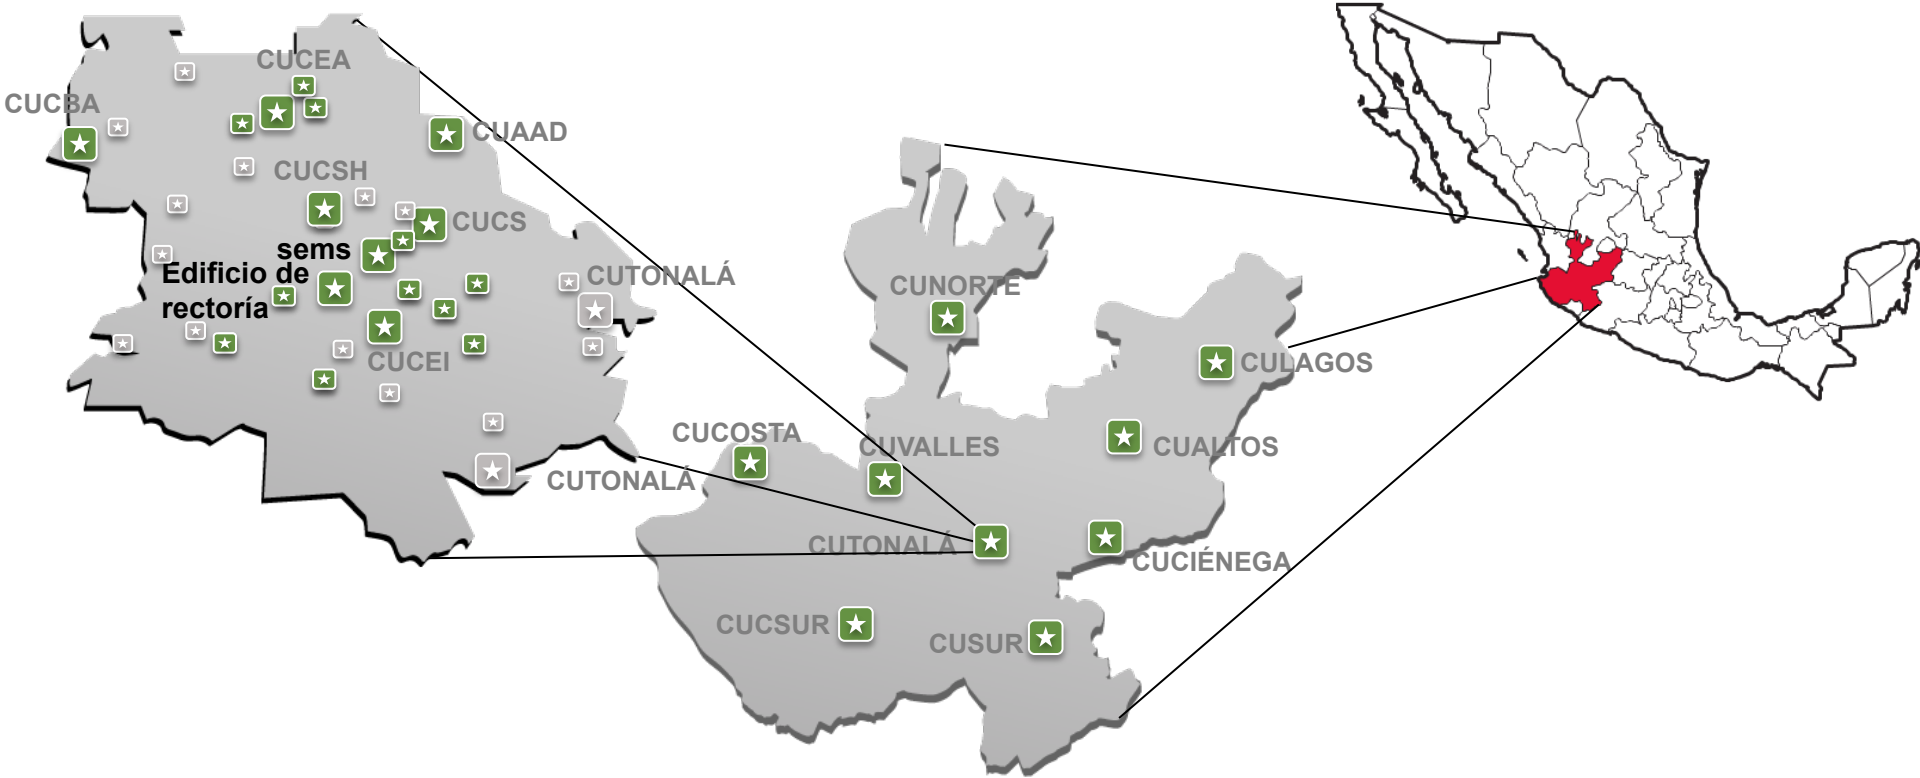 CUCEA
CUCBA
CUAAD
CUCSH
CUCS
sems
Edificio de
rectoría
CUTONALÁ
CUCEI
CUTONALÁ
CUNORTE
CULAGOS
CUCOSTA
CUVALLES
CUALTOS
CUTONALÁ
CUCIÉNEGA
CUCSUR
CUSUR